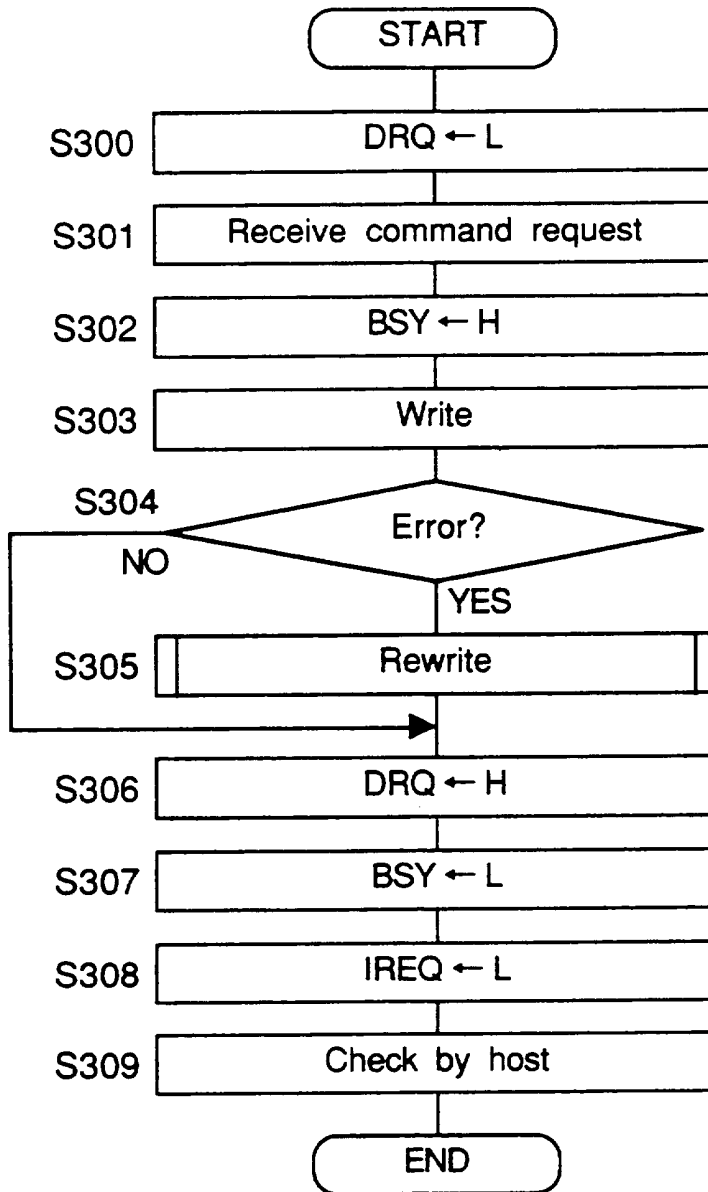 START
S300
DRQ ← L
S301
Receive command request
S302
BSY ← H
S303
Write
S304
Error?
NO
YES
S305
Rewrite
S306
DRQ ← H
S307
BSY ← L
S308
IREQ ← L
S309
Check by host
END